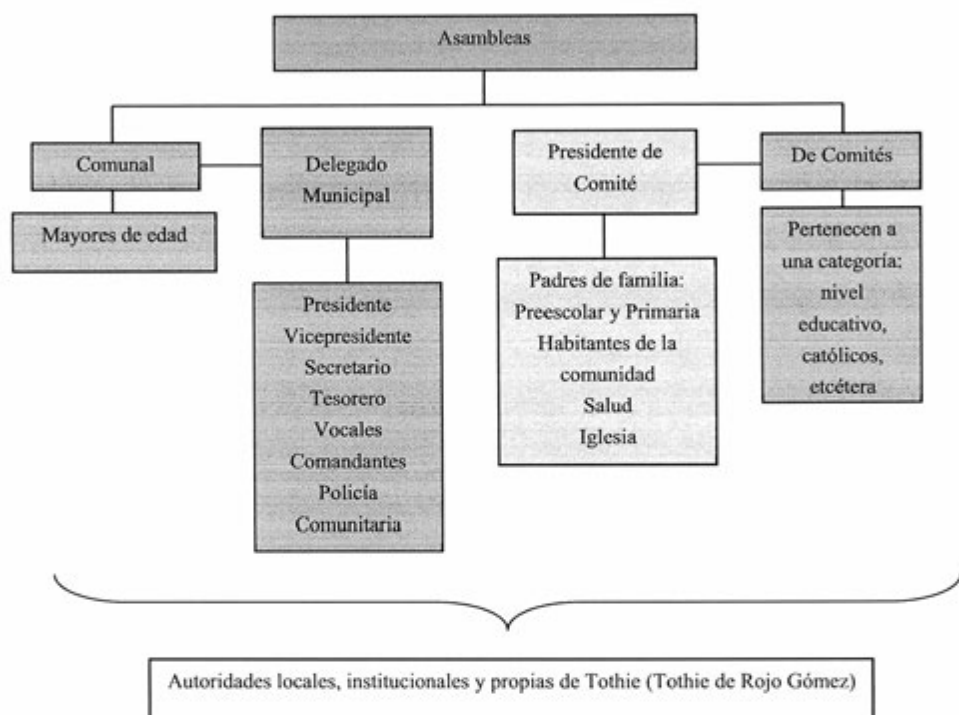 Asambleas
Comunal
Mayores de edad
Delegado
Municipal
Presidente
Vicepresidente
Secretario
Tesorero
Vocales
Comandantes
Policía
Comunitaria
Presidente de
Comité
Padres de familia:
Preescolar y Primaria
Habitantes de la
comunidad
Salud
Iglesia
De Comités
Pertenecen a
una categoría:
nivel
educativo,
católicos,
etcétera
Autoridades locales, institucionales y propias de Tothie (Tothie de Rojo Gómez)